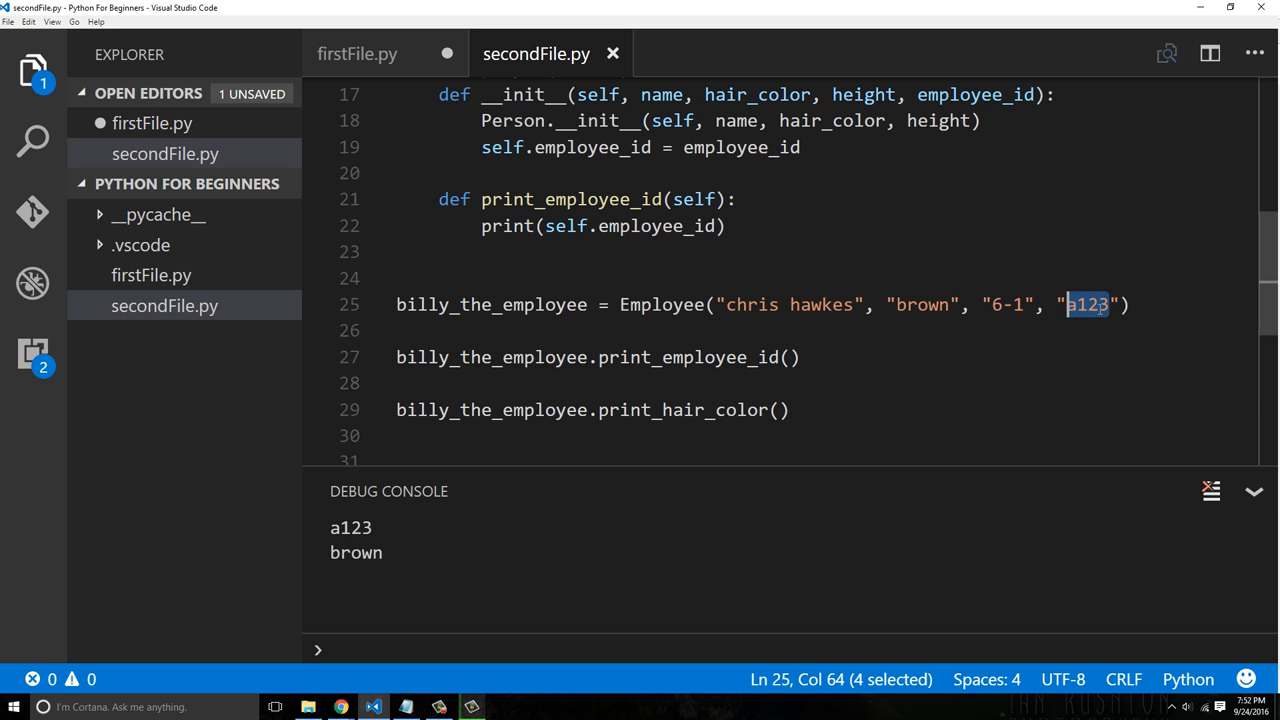 secondFile.py - Python For Beginners - Visual Studio Code
File Edit View Go Help
EXPLORER
OPEN EDITORS 1 UNSAVED
firstFile.py
secondFile.py
PYTHON FOR BEGINNERS
__pycache__
.vscode
firstFile.py
secondFile.py
1
2
firstFile.py
secondFile.py
17 def __init__(self, name, hair_color, height, employee_id):
18 Person.__init__(self, name, hair_color, height)
19 self.employee_id = employee_id
20
21 def print_employee_id(self):
22 print(self.employee_id)
23
24
25 billy_the_employee = Employee("chris hawkes", "brown", "6-1", "a123")
26
27 billy_the_employee.print_employee_id()
28
29 billy_the_employee.print_hair_color()
30
31
DEBUG CONSOLE
a123
brown
0 0 Ln 25, Col 64 (4 selected) Spaces: 4 UTF-8 CRLF Python
I'm Cortana. Ask me anything.
7:52 PM
9/24/2016